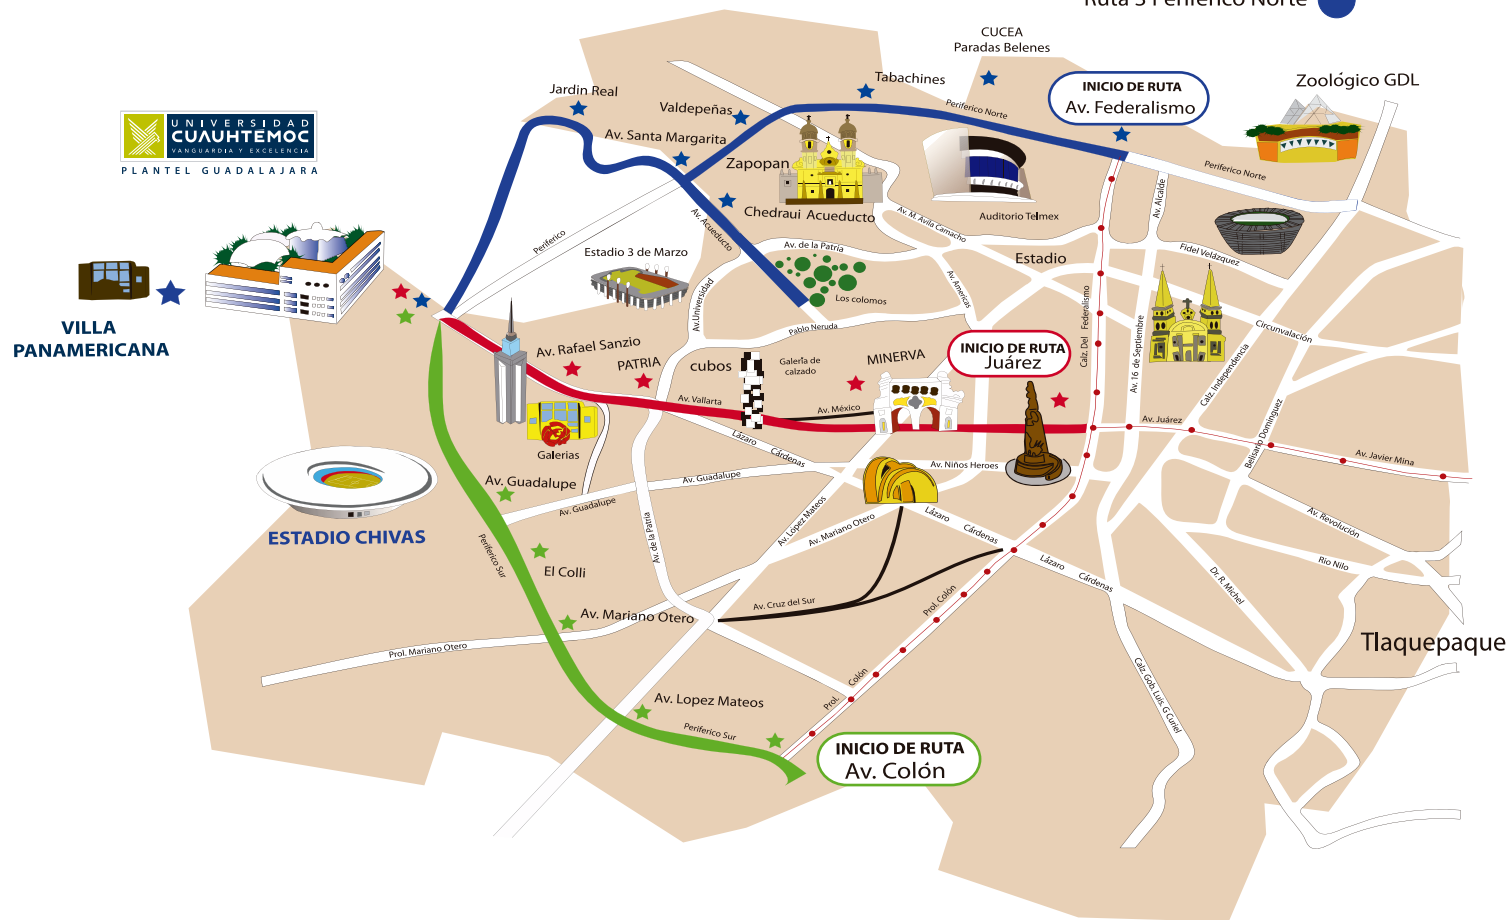 Ruta 3 Periferico Norte
CUCEA
Paradas Belenes
Tabachines
Periferico Norte
INICIO DE RUTA
Av. Federalismo
Zoológico GDL
Jardin Real
Valdepeñas
Av. Santa Margarita
Zapopan
UNIVERSIDAD
CUAUHTEMOC
VANGUARDIA Y EXCELENCIA
PLANTEL GUADALAJARA
Periferico Norte
Av. Alcalde
Chedraui Acueducto
Av. M. Avila Camacho
Auditorio Telmex
Av. Acueducto
Periferico
Estadio 3 de Marzo
Av. de la Patria
Estadio
Fidel Velázquez
Av. Americas
Los colomos
Av.Universidad
Pablo Neruda
Calz. Del Federalismo
Av. 16 de Septiembre
Circunvalación
Calz. Independencia
VILLA
PANAMERICANA
Av. Rafael Sanzio
PATRIA
cubos
Galería de
calzado
MINERVA
INICIO DE RUTA
Juárez
Av. Vallarta
Av. México
Av. Juárez
Belisario Dominguez
Av. Javier Mina
Galerias
Lázaro Cárdenas
Av. Niños Heroes
Av. Guadalupe
Av. Guadalupe
Av. Guadalupe
Av. Lopez Mateos
Av. Mariano Otero
Lázaro Cárdenas
Av. de la Patria
ESTADIO CHIVAS
Periferico Sur
El Colli
Lázaro Cárdenas
Av. Revolución
Rio Nilo
Dr. R. Michel
Av. Cruz del Sur
Prol. Colón
Av. Mariano Otero
Prol. Mariano Otero
Tlaquepaque
Calz. Gob. Luis. G Curiel
Prol. Colón
Av. Lopez Mateos
Periferico Sur
INICIO DE RUTA
Av. Colón